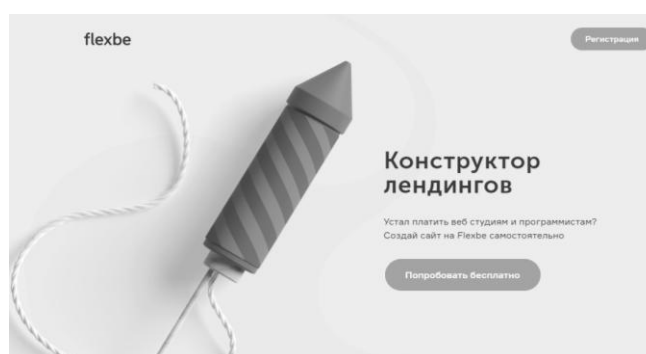 flexbe
Регистрация
Конструктор
лендингов
Устал платить веб студиям и программистам?
Создай сайт на Flexbe самостоятельно
Попробовать бесплатно